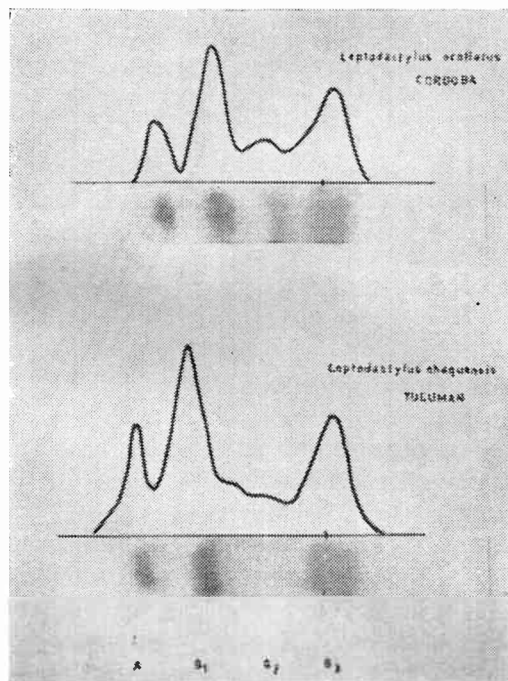 Leptodactylus ocellatus
CORDOBA
Leptodactylus chaquensis
TUCUMAN
A G₁ G₂ G₃